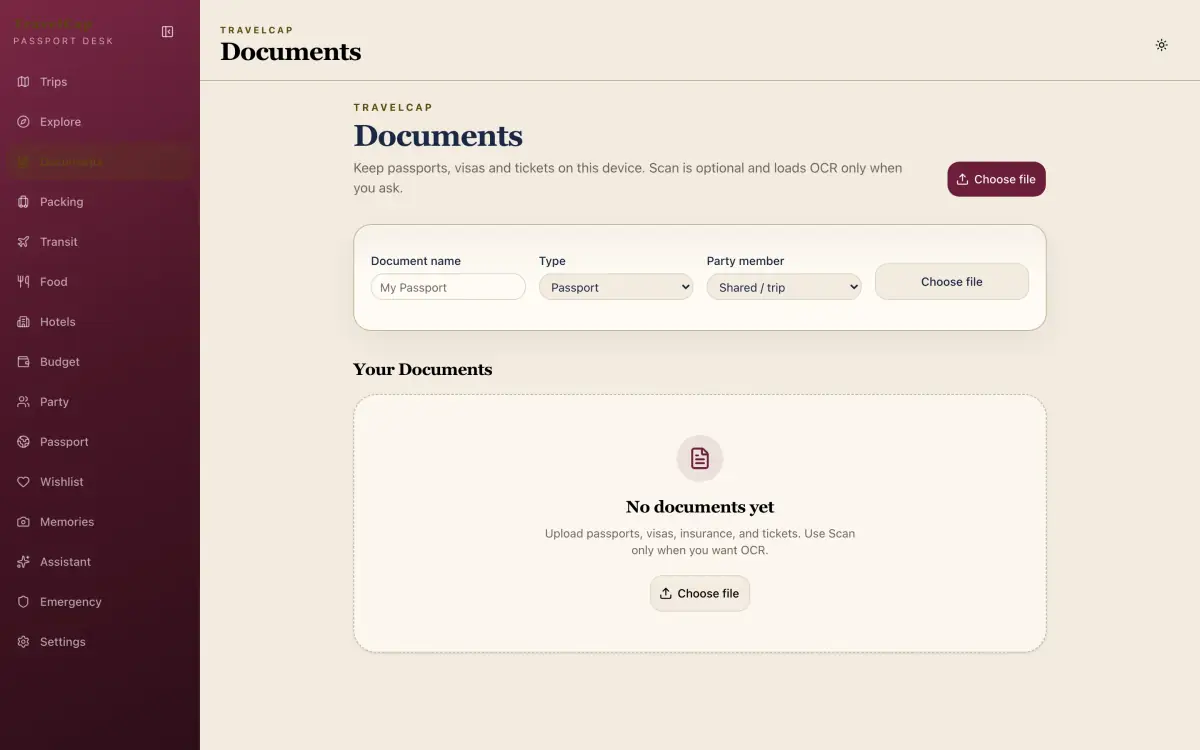 TravelCap
PASSPORT DESK
Trips
Explore
Documents
Packing
Transit
Food
Hotels
Budget
Party
Passport
Wishlist
Memories
Assistant
Emergency
Settings
TRAVELCAP
Documents
TRAVELCAP
Documents
Keep passports, visas and tickets on this device. Scan is optional and loads OCR only when
you ask.
Choose file
Document name
Type
Party member
My Passport
Passport
Shared / trip
Choose file
Your Documents
No documents yet
Upload passports, visas, insurance, and tickets. Use Scan
only when you want OCR.
Choose file